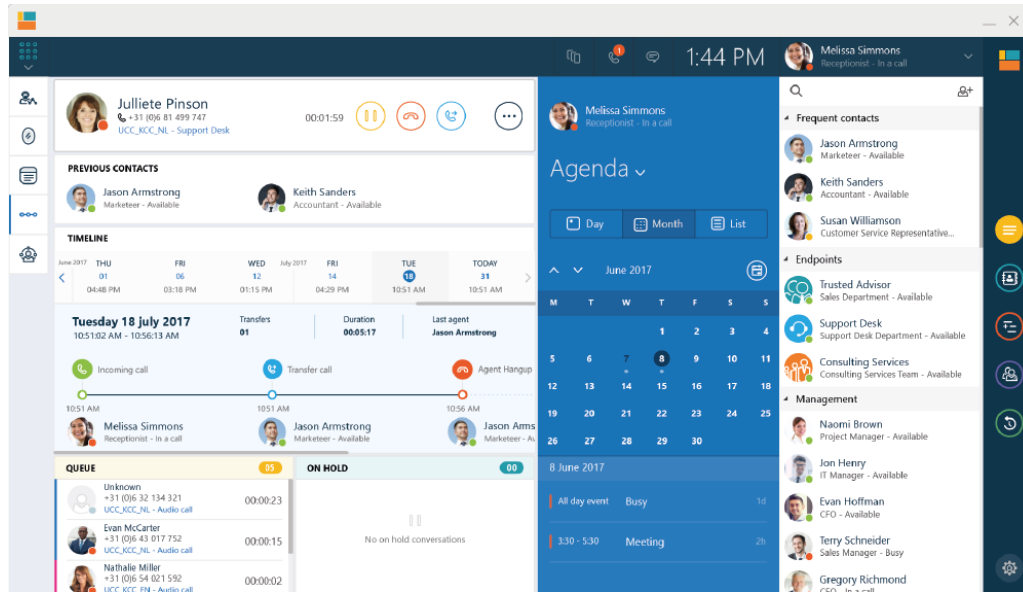 1
1:44 PM
Melissa Simmons
Receptionist - In a call
Julliete Pinson
+31 (0)6 81 499 747
UCC_KCC_NL - Support Desk
00:01:59
PREVIOUS CONTACTS
Jason Armstrong
Marketeer - Available
Keith Sanders
Accountant - Available
TIMELINE
June 2017 THU FRI WED July 2017 FRI TUE TODAY
01 06 12 14 18 31
04:48 PM 03:18 PM 01:15 PM 04:29 PM 10:51 AM 10:51 AM
Tuesday 18 july 2017
10:51:02 AM - 10:56:13 AM
Transfers
01
Duration
00:05:17
Last agent
Jason Armstrong
Incoming call Transfer call Agent Hangup
10:51 AM 10:51 AM 10:56 AM
Melissa Simmons Jason Armstrong Jason Arms
Receptionist - In a call Marketeer - Available Marketeer - Av
QUEUE 05
Unknown
+31 (0)6 32 134 321 00:00:23
UCC_KCC_NL - Audio call
Evan McCarter
+31 (0)6 43 017 752 00:00:15
UCC_KCC_NL - Audio call
Nathalie Miller
+31 (0)6 54 021 592 00:00:02
UCC_KCC_EN - Audio call
ON HOLD 00
No on hold conversations
Melissa Simmons
Receptionist - In a call
Agenda
Day Month List
June 2017
M T W T F S S
1 2 3 4
5 6 7 8 9 10 11
12 13 14 15 16 17 18
19 20 21 22 23 24 25
26 27 28 29 30
8 June 2017
All day event Busy 1d
3:30 - 5:30 Meeting 2h
Frequent contacts
Jason Armstrong
Marketeer - Available
Keith Sanders
Accountant - Available
Susan Williamson
Customer Service Representative...
Endpoints
Trusted Advisor
Sales Department - Available
Support Desk
Support Desk Department - Available
Consulting Services
Consulting Services Team - Available
Management
Naomi Brown
Project Manager - Available
Jon Henry
IT Manager - Available
Evan Hoffman
CFO - Available
Terry Schneider
Sales Manager - Busy
Gregory Richmond
CEO - In a call